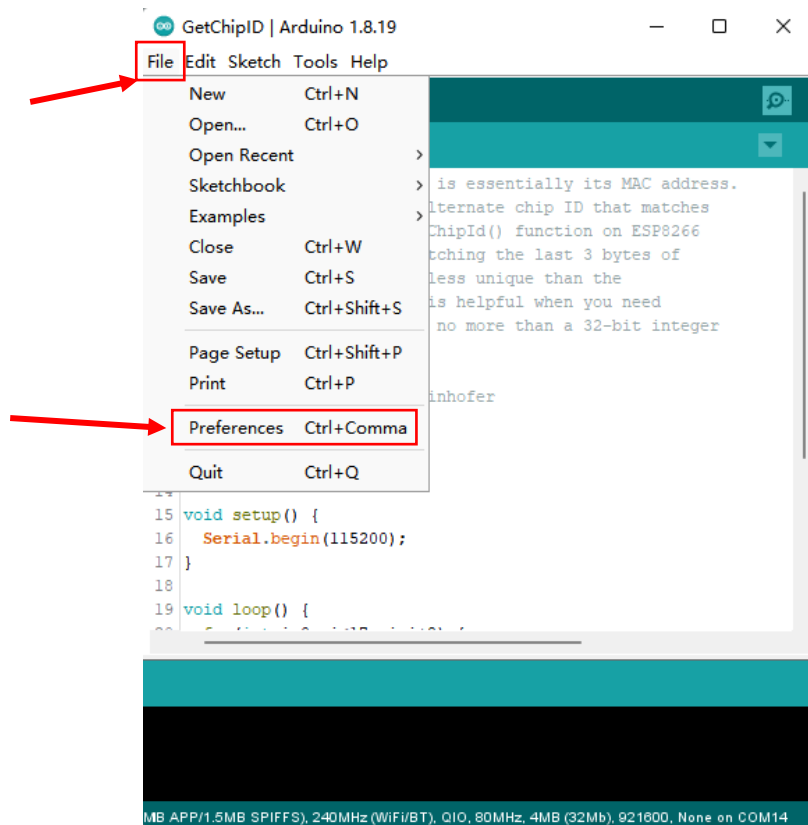 GetChipID | Arduino 1.8.19
File Edit Sketch Tools Help
New Ctrl+N
Open... Ctrl+O
Open Recent
Sketchbook
Examples
Close Ctrl+W
Save Ctrl+S
Save As... Ctrl+Shift+S
Page Setup Ctrl+Shift+P
Print Ctrl+P
Preferences Ctrl+Comma
Quit Ctrl+Q
is essentially its MAC address.
lternate chip ID that matches
ChipId() function on ESP8266
tching the last 3 bytes of
less unique than the
is helpful when you need
no more than a 32-bit integer
inhofer
14
15 void setup() {
16 Serial.begin(115200);
17 }
18
19 void loop() {
MB APP/1.5MB SPIFFS), 240MHz (WiFi/BT), QIO, 80MHz, 4MB (32Mb), 921600, None on COM14